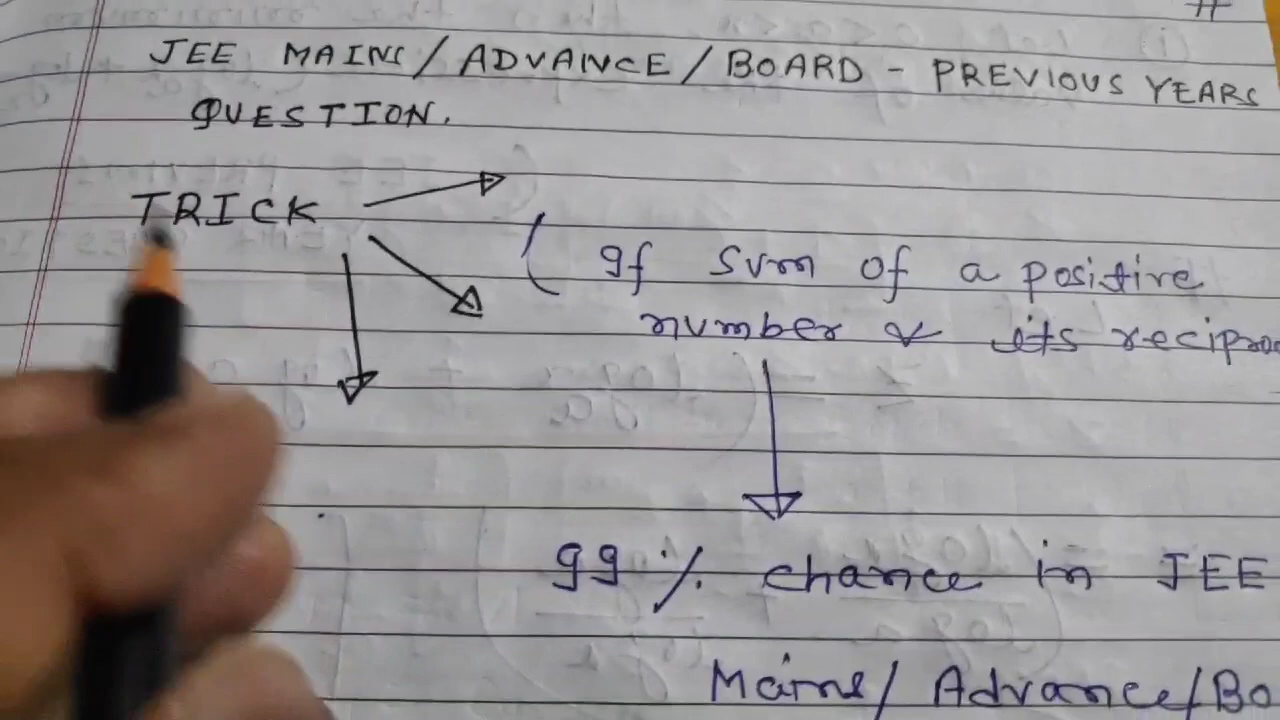 JEE MAINS/ADVANCE/BOARD - PREVIOUS YEARS
QUESTION.
TRICK
( If Sum of a positive
number & its reciproc
99 % chance in JEE
Mains/ Advance/Bo